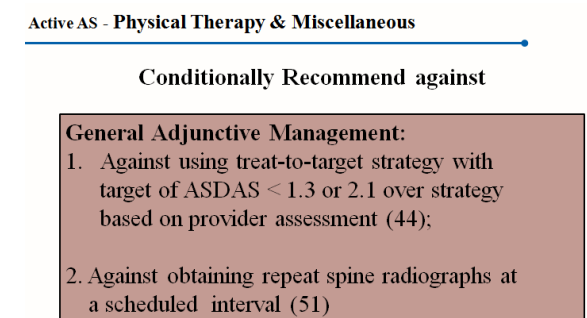 Active AS - Physical Therapy & Miscellaneous
Conditionally Recommend against
General Adjunctive Management:
1. Against using treat-to-target strategy with
target of ASDAS < 1.3 or 2.1 over strategy
based on provider assessment (44);
2. Against obtaining repeat spine radiographs at
a scheduled interval (51)